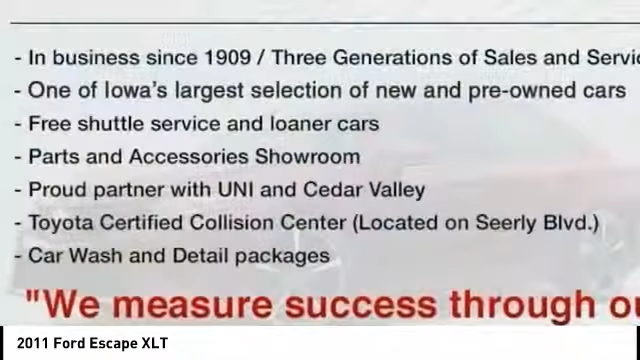 - In business since 1909 / Three Generations of Sales and Servic
- One of Iowa's largest selection of new and pre-owned cars
- Free shuttle service and loaner cars
- Parts and Accessories Showroom
- Proud partner with UNI and Cedar Valley
- Toyota Certified Collision Center (Located on Seerly Blvd.)
- Car Wash and Detail packages
"We measure success through ou
2011 Ford Escape XLT